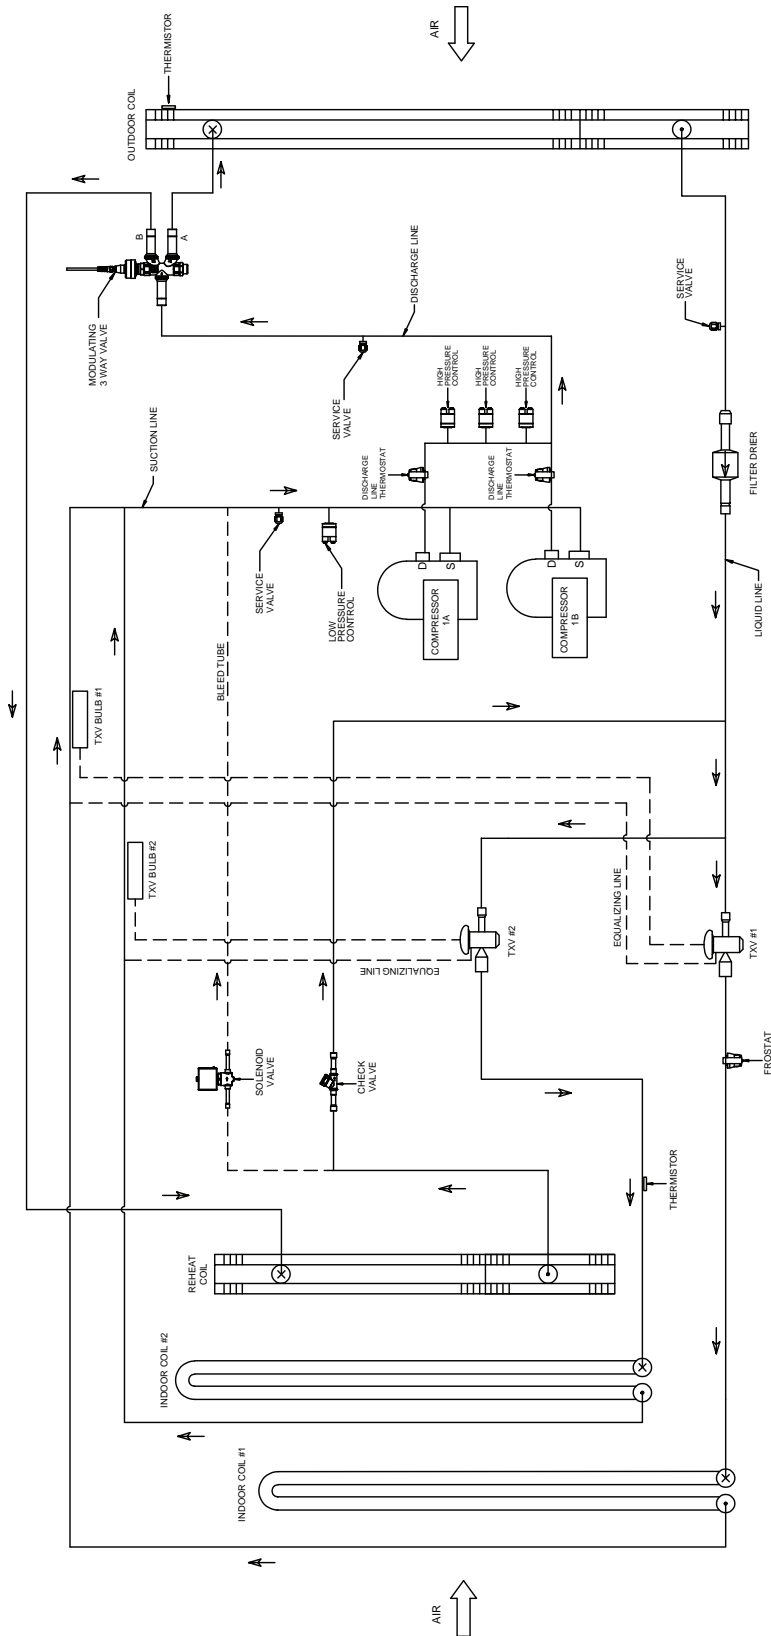 AIR
OUTDOOR COIL
THERMISTOR
B
A
MODULATING
3 WAY VALVE
DISCHARGE LINE
SERVICE
VALVE
SUCTION LINE
SERVICE
VALVE
HIGH
PRESSURE
CONTROL
HIGH
PRESSURE
CONTROL
HIGH
PRESSURE
CONTROL
DISCHARGE
LINE
THERMOSTAT
DISCHARGE
LINE
THERMOSTAT
FILTER DRIER
SERVICE
VALVE
LOW
PRESSURE
CONTROL
D
S
COMPRESSOR
1A
D
S
COMPRESSOR
1B
LIQUID LINE
BLEED TUBE
TXV BULB #1
TXV BULB #2
EQUALIZING LINE
TXV #2
EQUALIZING LINE
TXV #1
SOLENOID
VALVE
CHECK
VALVE
FROSTAT
THERMISTOR
REHEAT
COIL
INDOOR COIL #2
INDOOR COIL #1
AIR